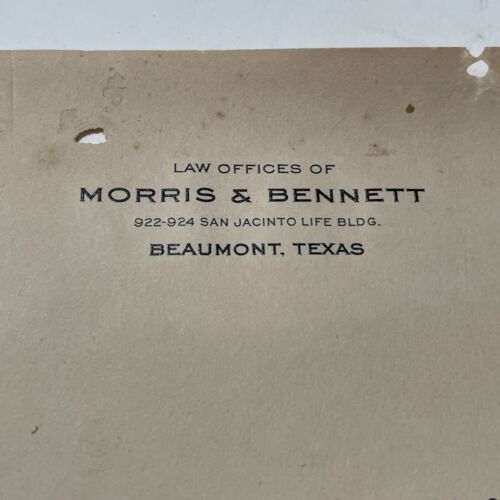 LAW OFFICES OF
MORRIS & BENNETT
922-924 SAN JACINTO LIFE BLDG.
BEAUMONT, TEXAS